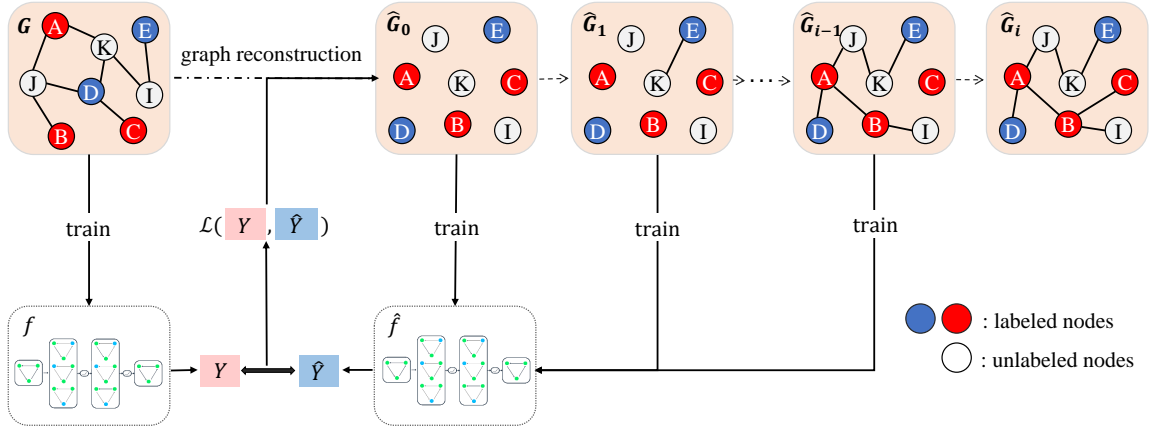 G A E K J D I B C
graph reconstruction
Ĝ₀ J E A K C D B I
Ĝ₁ J E A K C D B I
· · ·
Ĝᵢ₋₁ J E A K C D B I
Ĝᵢ J E A K C D B I
train
ℒ( Y , Ŷ )
train
train
train
f
Y
Ŷ
f̂
: labeled nodes
: unlabeled nodes